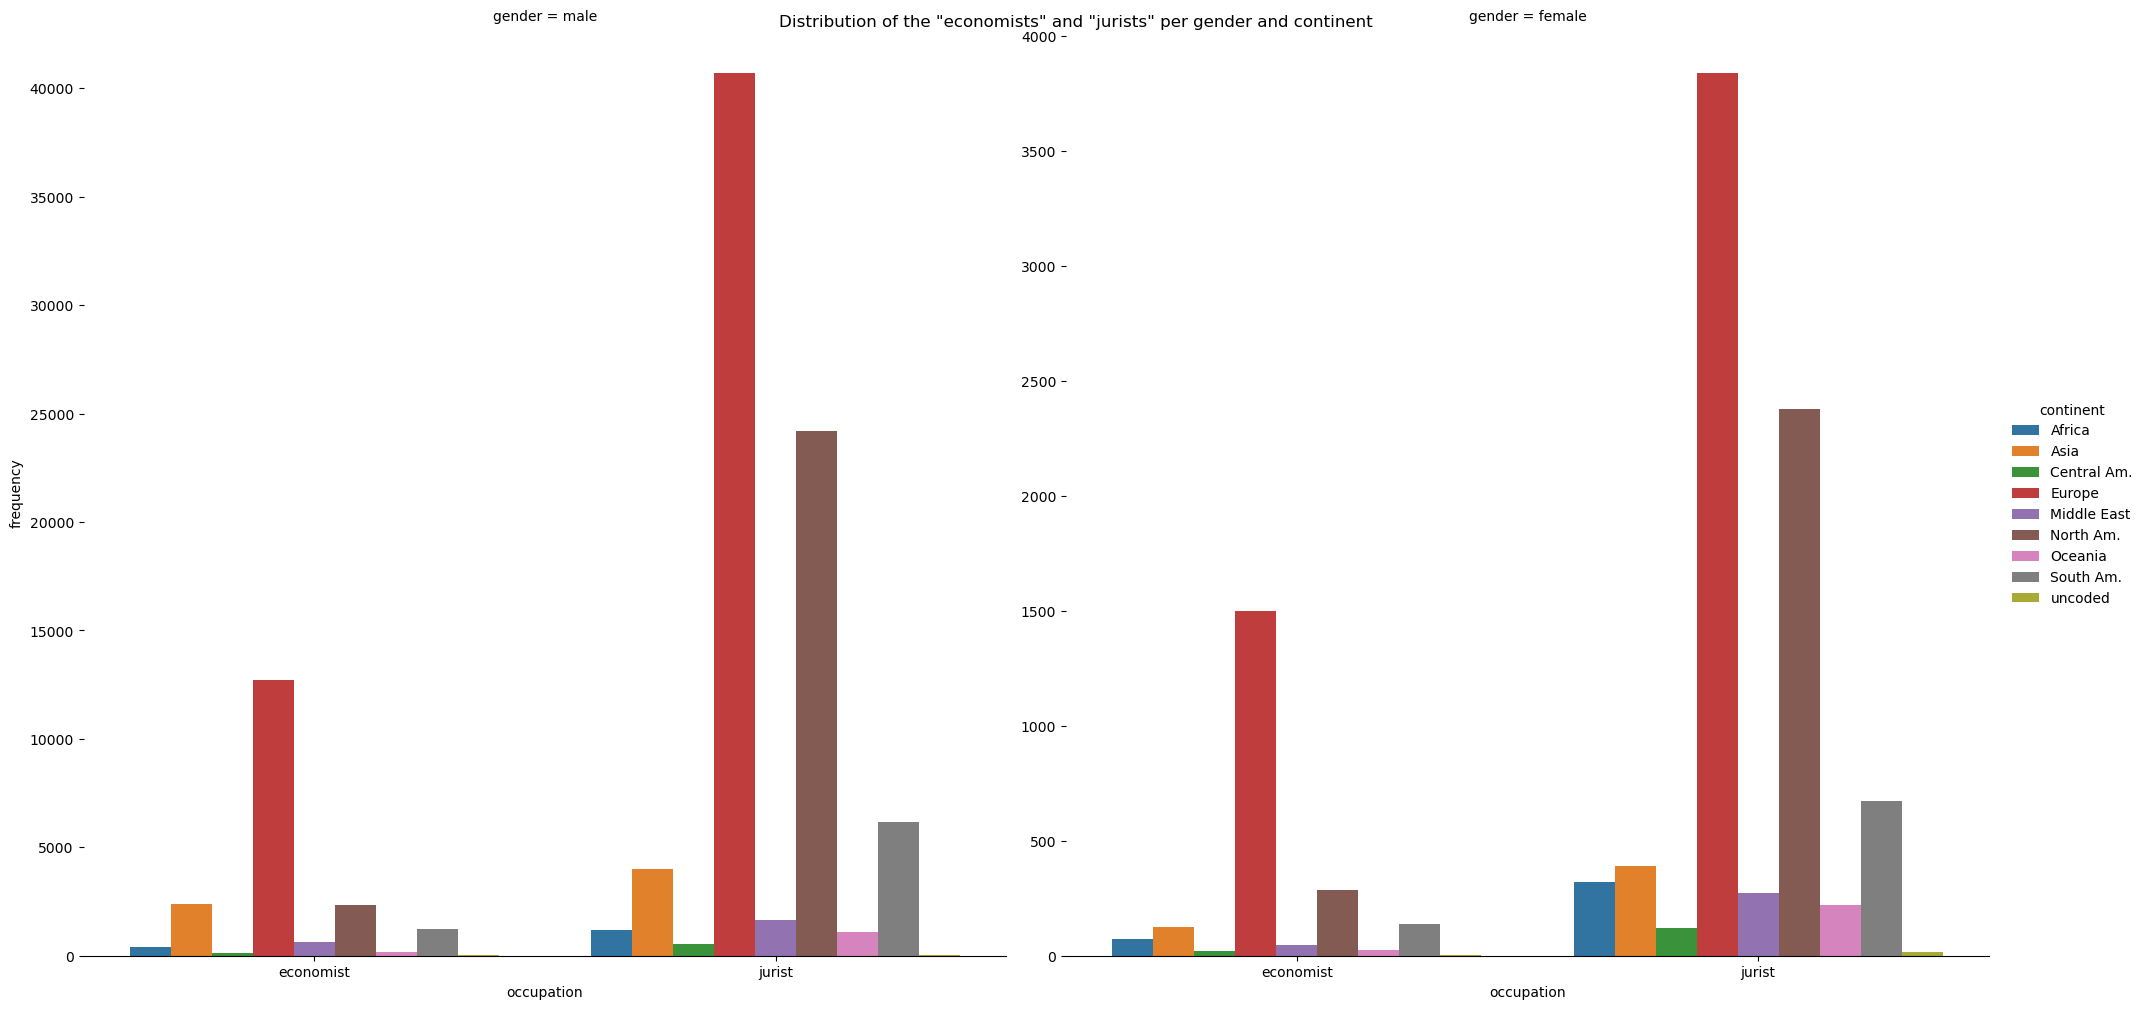 Distribution of the "economists" and "jurists" per gender and continent
gender = male
frequency
40000
35000
30000
25000
20000
15000
10000
5000
0
economist
jurist
occupation
gender = female
4000
3500
3000
2500
2000
1500
1000
500
0
economist
jurist
occupation
continent
Africa
Asia
Central Am.
Europe
Middle East
North Am.
Oceania
South Am.
uncoded